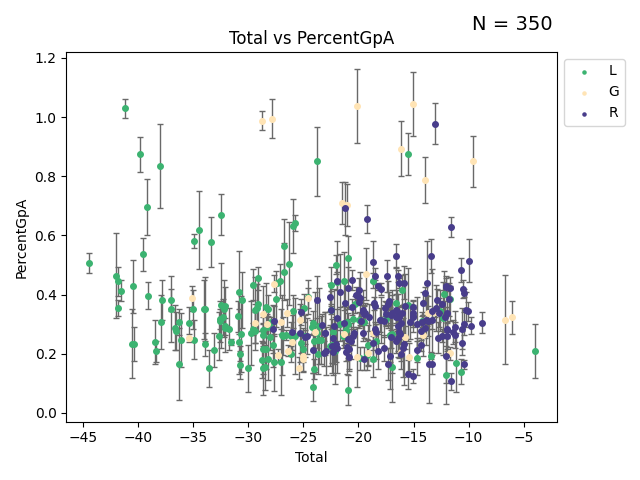 N = 350
Total vs PercentGpA
L
G
R
PercentGpA
1.2
1.0
0.8
0.6
0.4
0.2
0.0
−45 −40 −35 −30 −25 −20 −15 −10 −5
Total